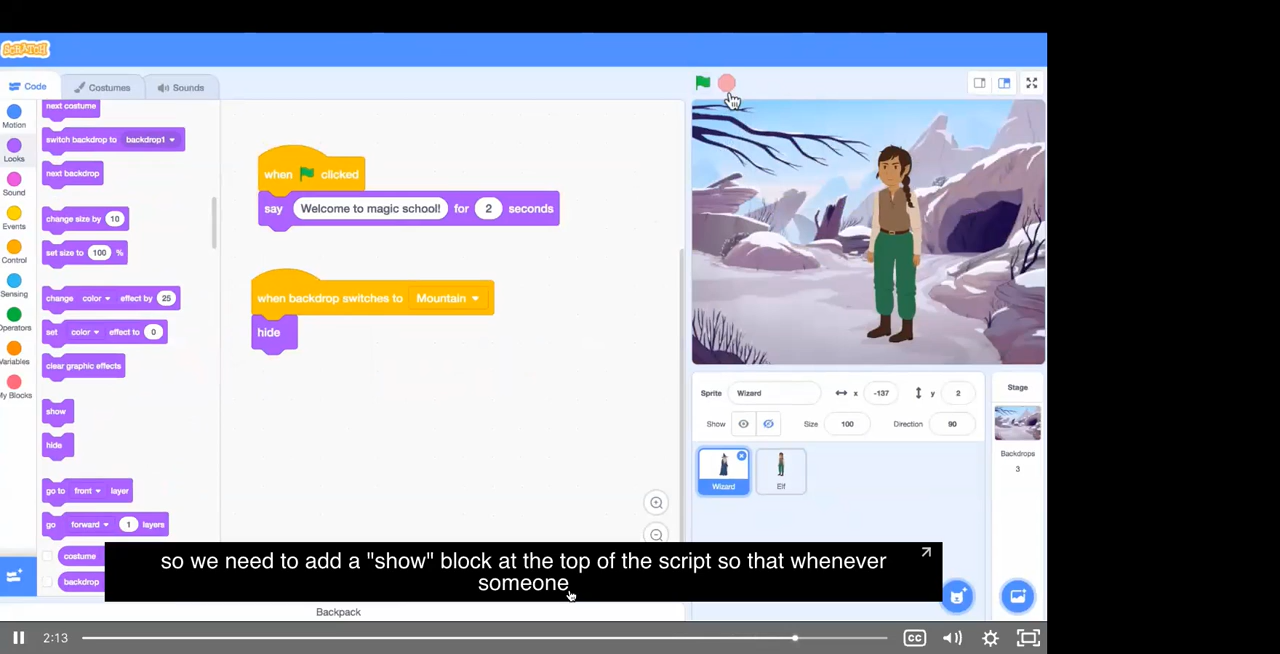 SCRATCH
Code
Costumes
Sounds
Motion
Looks
Sound
Events
Control
Sensing
Operators
Variables
My Blocks
next costume
switch backdrop to backdrop1
next backdrop
change size by 10
set size to 100 %
change color effect by 25
set color effect to 0
clear graphic effects
show
hide
go to front layer
go forward 1 layers
costume
backdrop
when clicked
say Welcome to magic school! for 2 seconds
when backdrop switches to Mountain
hide
Sprite Wizard x -137 y 2
Show Size 100 Direction 90
Wizard
Elf
Stage
Backdrops
3
so we need to add a "show" block at the top of the script so that whenever
someone
Backpack
2:13
CC